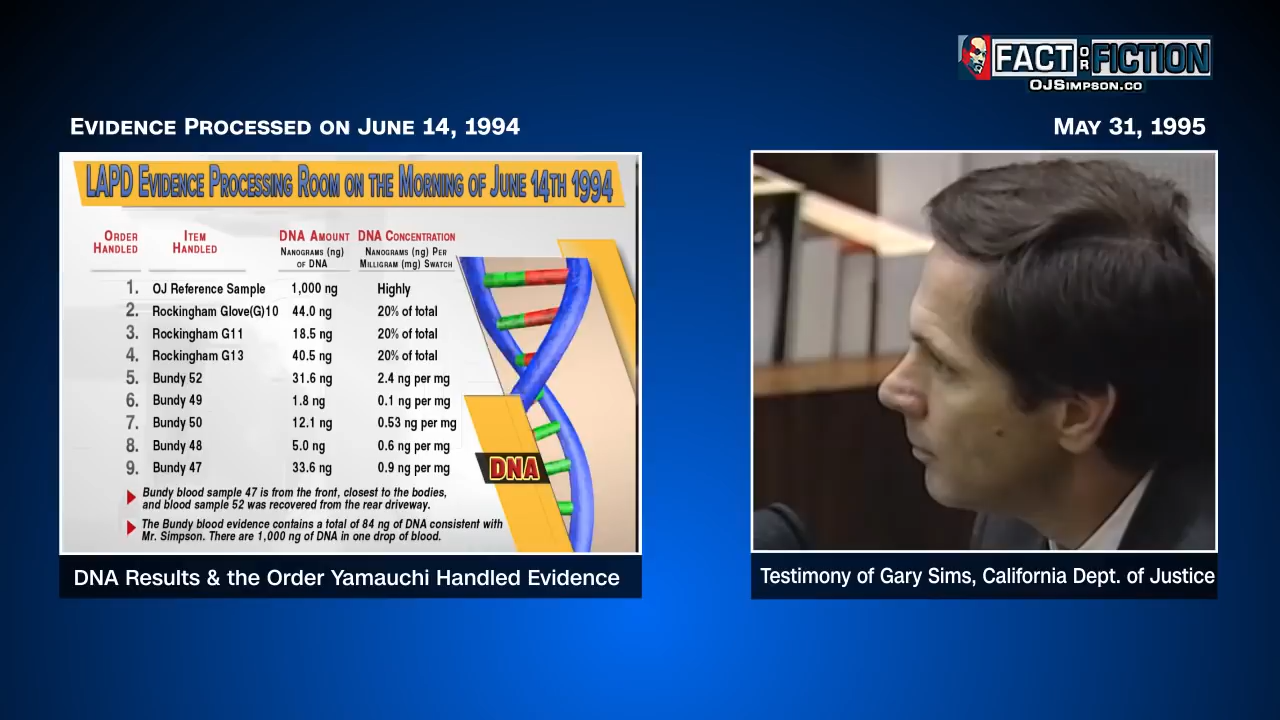 FACT OR FICTION
OJSIMPSON.CO
EVIDENCE PROCESSED ON JUNE 14, 1994
MAY 31, 1995
LAPD EVIDENCE PROCESSING ROOM ON THE MORNING OF JUNE 14TH 1994
ORDER HANDLED ITEM HANDLED DNA AMOUNT DNA CONCENTRATION
NANOGRAMS (ng) OF DNA NANOGRAMS (ng) PER MILLIGRAM (mg) SWATCH
1. OJ Reference Sample 1,000 ng Highly
2. Rockingham Glove(G)10 44.0 ng 20% of total
3. Rockingham G11 18.5 ng 20% of total
4. Rockingham G13 40.5 ng 20% of total
5. Bundy 52 31.6 ng 2.4 ng per mg
6. Bundy 49 1.8 ng 0.1 ng per mg
7. Bundy 50 12.1 ng 0.53 ng per mg
8. Bundy 48 5.0 ng 0.6 ng per mg
9. Bundy 47 33.6 ng 0.9 ng per mg
DNA
Bundy blood sample 47 is from the front, closest to the bodies,
and blood sample 52 was recovered from the rear driveway.
The Bundy blood evidence contains a total of 84 ng of DNA consistent with
Mr. Simpson. There are 1,000 ng of DNA in one drop of blood.
DNA Results & the Order Yamauchi Handled Evidence
Testimony of Gary Sims, California Dept. of Justice